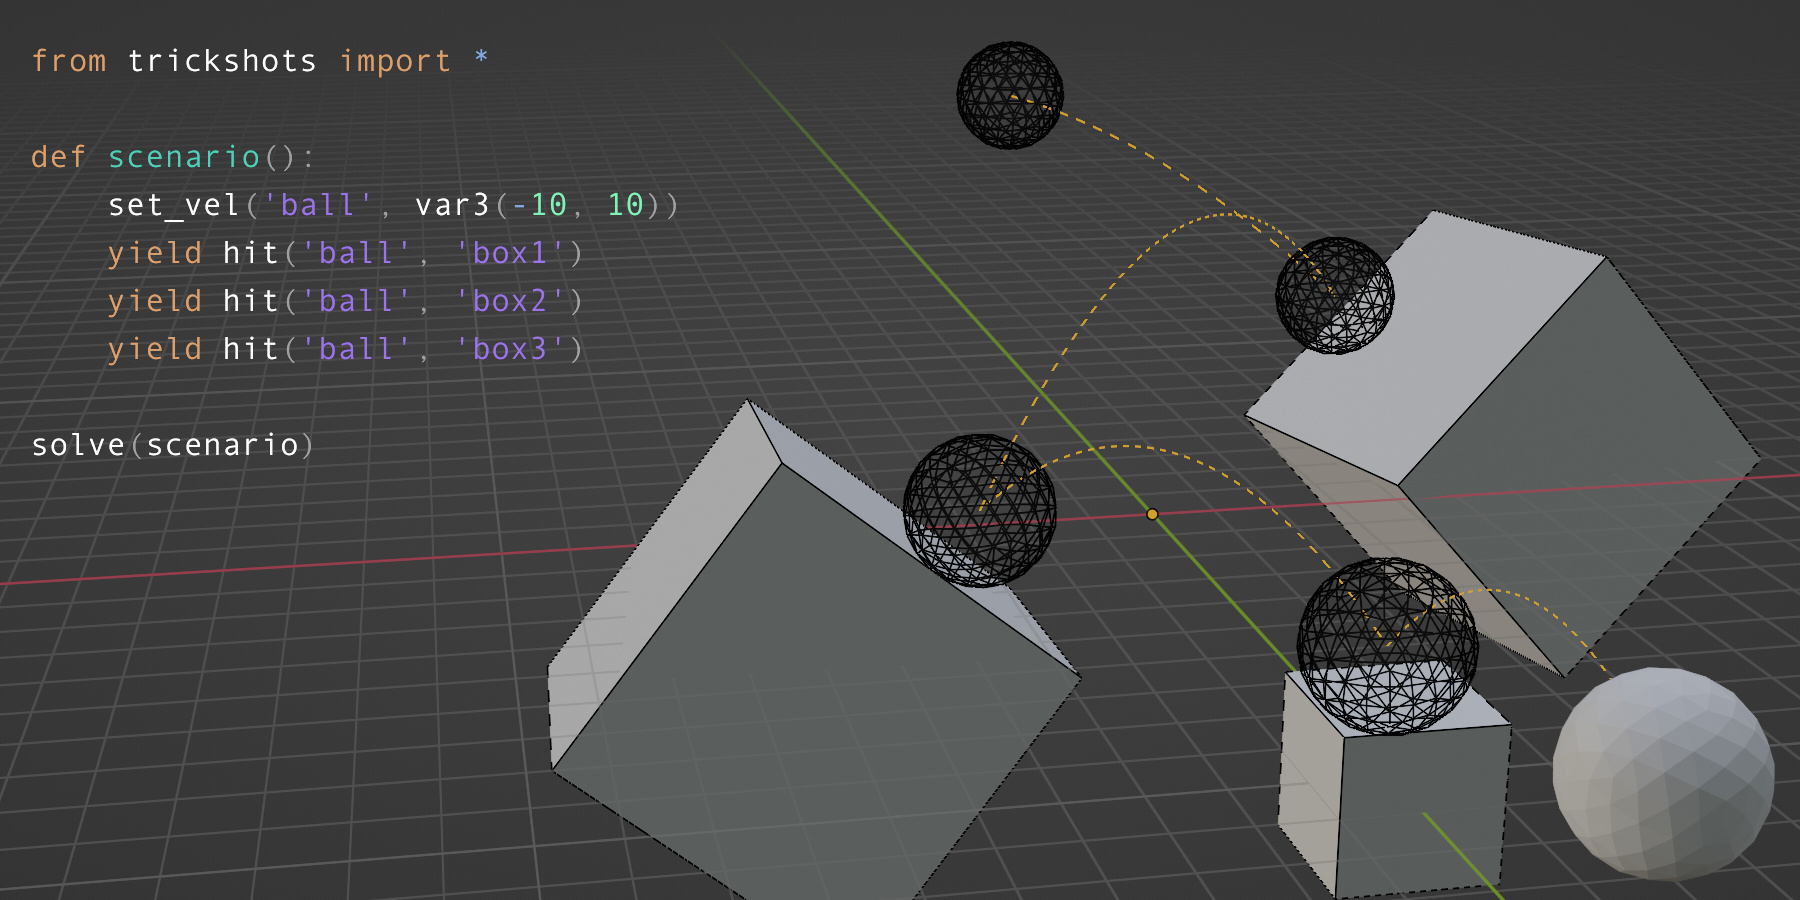 from trickshots import *
def scenario():
    set_vel('ball', var3(-10, 10))
    yield hit('ball', 'box1')
    yield hit('ball', 'box2')
    yield hit('ball', 'box3')
solve(scenario)